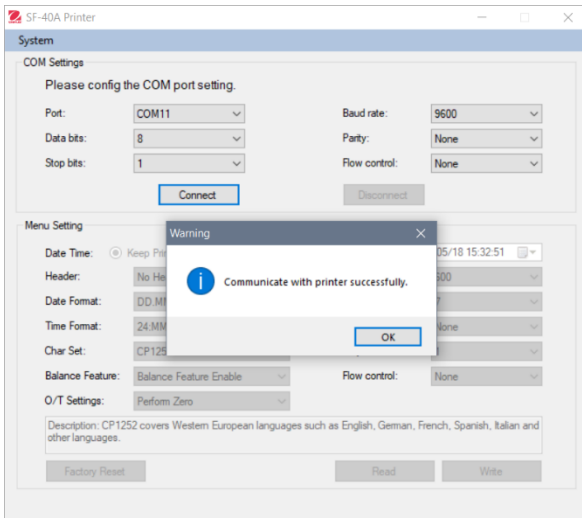 SF-40A Printer
System
COM Settings
Please config the COM port setting.
Port: COM11 Baud rate: 9600
Data bits: 8 Parity: None
Stop bits: 1 Flow control: None
Connect Disconnect
Menu Setting
Warning
Date Time: Keep Prin 05/18 15:32:51
Header: No He 600
Communicate with printer successfully.
Date Format: DD.M 7
Time Format: 24:MM None
OK
Char Set: CP125
Balance Feature: Balance Feature Enable Flow control: None
O/T Settings: Perform Zero
Description: CP1252 covers Western European languages such as English, German, French, Spanish, Italian and
other languages.
Factory Reset Read Write